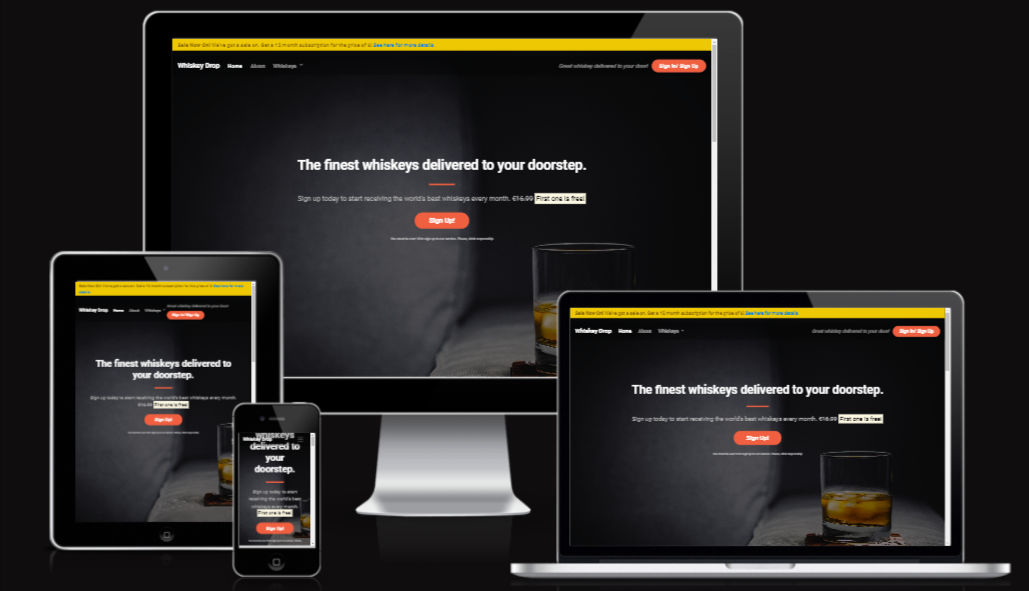 Sale Now On! We've got a sale on. Get a 12 month subscription for the price of 6! See here for more details
Whiskey Drop Home About Whiskeys Great whiskey delivered to your door! Sign In/ Sign Up
The finest whiskeys delivered to your doorstep.
Sign up today to start receiving the world's best whiskeys every month. €16.99 First one is free!
Sign Up!
Sale Now On! We've got a sale on. Get a 12 month subscription for the price of 6! See here for more
details
Great whiskey delivered to your door!
Whiskey Drop Home About Whiskeys
Sign In/ Sign Up
The finest whiskeys delivered to
your doorstep.
Sign up today to start receiving the world's best whiskeys every month.
€16.99 First one is free!
Sign Up!
Whiskey Drop
whiskeys
delivered to
your
doorstep.
Sign up today to start
receiving the world's best
whiskeys every month.
First one is free!
Sign Up!
Sale Now On! We've got a sale on. Get a 12 month subscription for the price of 6! See here for more details
Whiskey Drop Home About Whiskeys Great whiskey delivered to your door! Sign In/ Sign Up
The finest whiskeys delivered to your doorstep.
Sign up today to start receiving the world's best whiskeys every month. €16.99 First one is free!
Sign Up!